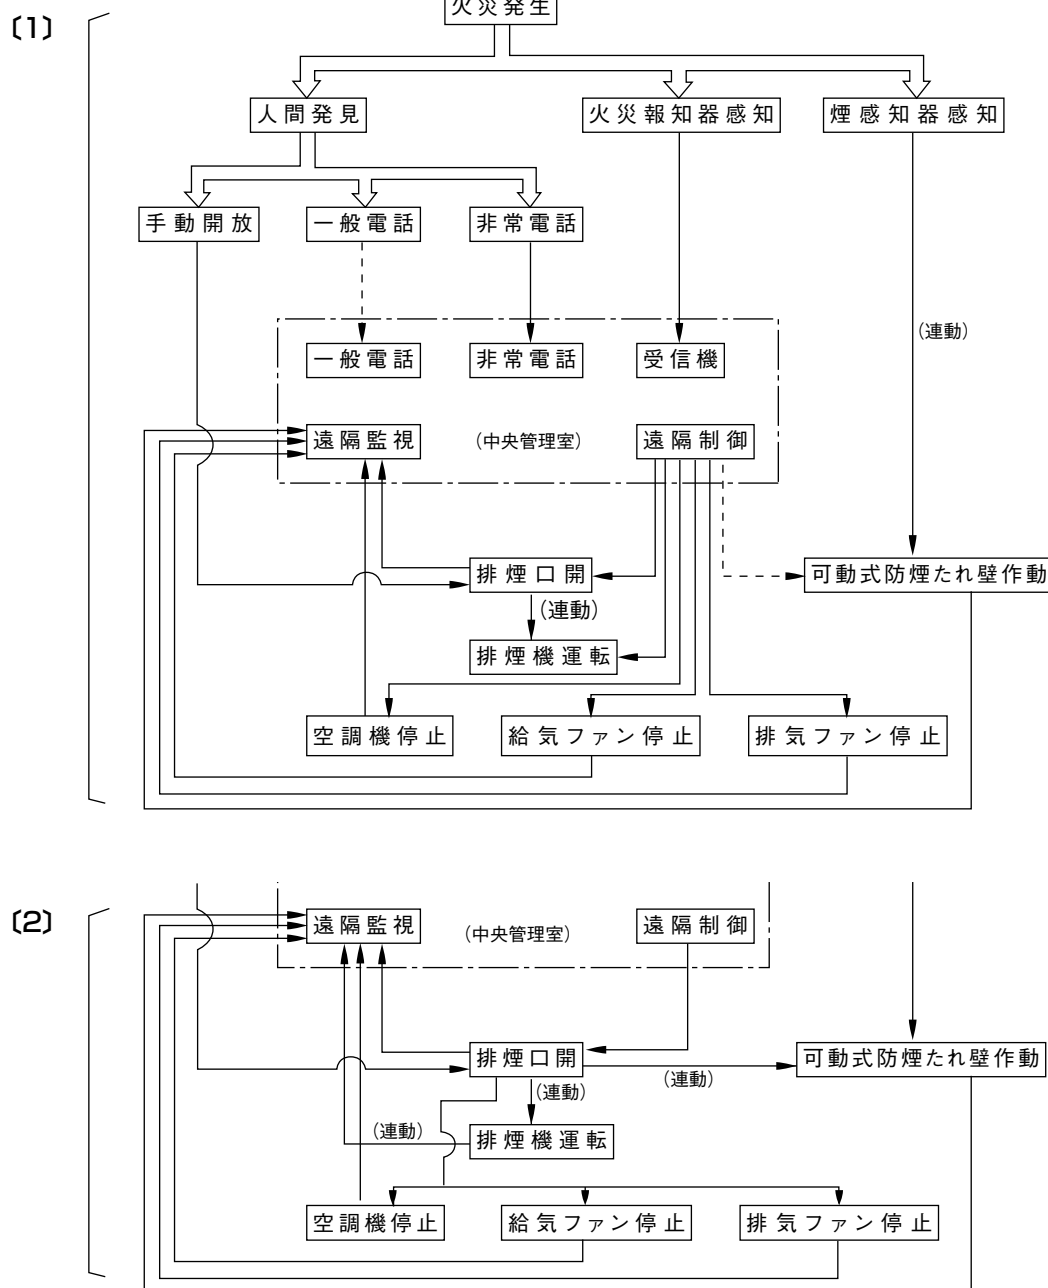 〔1〕
火災発生
人間発見
火災報知器感知
煙感知器感知
手動開放
一般電話
非常電話
(連動)
一般電話
非常電話
受信機
遠隔監視
(中央管理室)
遠隔制御
排煙口開
可動式防煙たれ壁作動
(連動)
排煙機運転
空調機停止
給気ファン停止
排気ファン停止
〔2〕
遠隔監視
(中央管理室)
遠隔制御
排煙口開
可動式防煙たれ壁作動
(連動)
(連動)
(連動)
排煙機運転
空調機停止
給気ファン停止
排気ファン停止